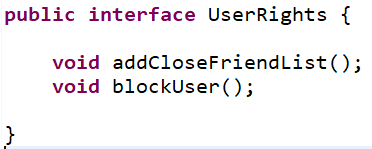 public interface UserRights {
void addCloseFriendList();
void blockUser();
}